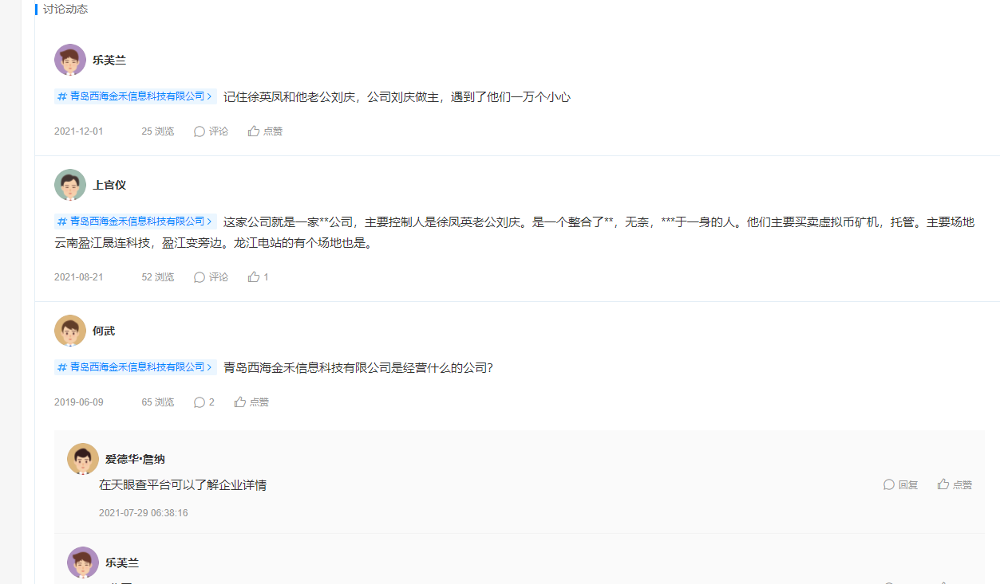 讨论动态
乐芙兰
# 青岛西海金禾信息科技有限公司 > 记住徐英凤和他老公刘庆，公司刘庆做主，遇到了他们一万个小心
2021-12-01 25 浏览 评论 点赞
上官仪
# 青岛西海金禾信息科技有限公司 > 这家公司就是一家**公司，主要控制人是徐凤英老公刘庆。是一个整合了**，无奈，***于一身的人。他们主要买卖虚拟币矿机，托管。主要场地
云南盈江晟连科技，盈江变旁边。龙江电站的有个场地也是。
2021-08-21 52 浏览 评论 1
何武
# 青岛西海金禾信息科技有限公司 > 青岛西海金禾信息科技有限公司是经营什么的公司?
2019-06-09 65 浏览 2 点赞
爱德华•詹纳
在天眼查平台可以了解企业详情 回复 点赞
2021-07-29 06:38:16
乐芙兰